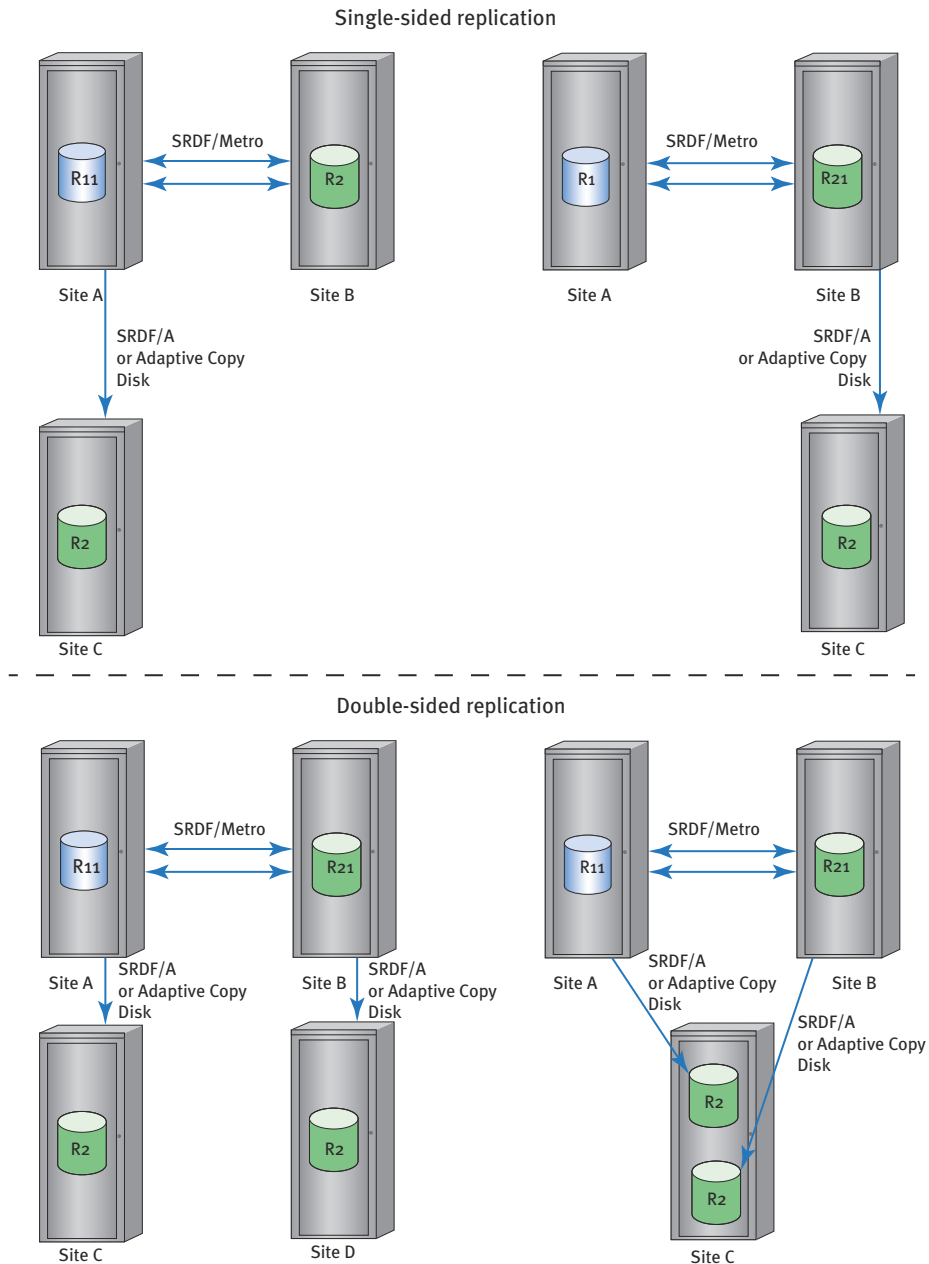 Single-sided replication
SRDF/Metro
R11
R2
Site A
Site B
SRDF/A
or Adaptive Copy
Disk
R2
Site C
SRDF/Metro
R1
R21
Site A
Site B
SRDF/A
or Adaptive Copy
Disk
R2
Site C
Double-sided replication
SRDF/Metro
R11
R21
Site A
SRDF/A
or Adaptive Copy
Disk
Site B
SRDF/A
or Adaptive Copy
Disk
R2
R2
Site C
Site D
SRDF/Metro
R11
R21
Site A
SRDF/A
or Adaptive Copy
Disk
Site B
SRDF/A
or Adaptive Copy
Disk
R2
R2
Site C